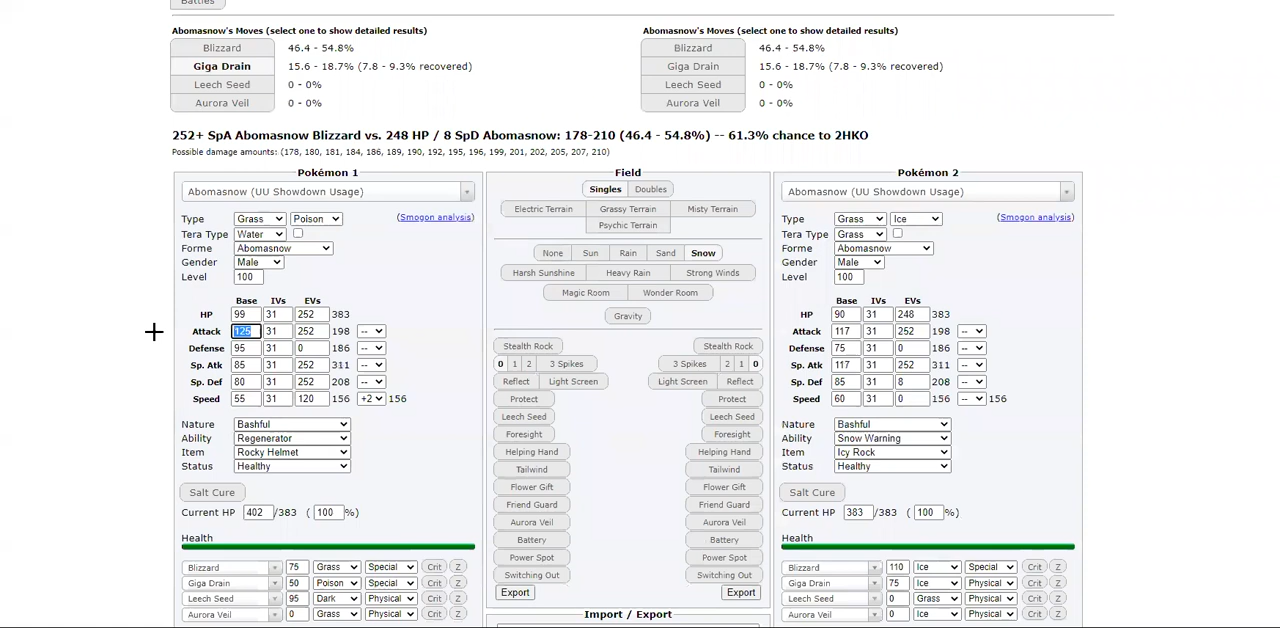 Battles
Abomasnow's Moves (select one to show detailed results)
Blizzard 46.4 - 54.8%
Giga Drain 15.6 - 18.7% (7.8 - 9.3% recovered)
Leech Seed 0 - 0%
Aurora Veil 0 - 0%
Abomasnow's Moves (select one to show detailed results)
Blizzard 46.4 - 54.8%
Giga Drain 15.6 - 18.7% (7.8 - 9.3% recovered)
Leech Seed 0 - 0%
Aurora Veil 0 - 0%
252+ SpA Abomasnow Blizzard vs. 248 HP / 8 SpD Abomasnow: 178-210 (46.4 - 54.8%) -- 61.3% chance to 2HKO
Possible damage amounts: (178, 180, 181, 184, 186, 189, 190, 192, 195, 196, 199, 201, 202, 205, 207, 210)
Pokémon 1
Abomasnow (UU Showdown Usage)
Type Grass Poison (Smogon analysis)
Tera Type Water
Forme Abomasnow
Gender Male
Level 100
Base IVs EVs
HP 99 31 252 383
Attack 125 31 252 198 --
Defense 95 31 0 186 --
Sp. Atk 85 31 252 311 --
Sp. Def 80 31 252 208 --
Speed 55 31 120 156 +2 156
Nature Bashful
Ability Regenerator
Item Rocky Helmet
Status Healthy
Salt Cure
Current HP 402 /383 ( 100 %)
Health
Blizzard 75 Grass Special Crit Z
Giga Drain 50 Poison Special Crit Z
Leech Seed 95 Dark Physical Crit Z
Aurora Veil 0 Grass Physical Crit Z
Field
Singles Doubles
Electric Terrain Grassy Terrain Misty Terrain
Psychic Terrain
None Sun Rain Sand Snow
Harsh Sunshine Heavy Rain Strong Winds
Magic Room Wonder Room
Gravity
Stealth Rock Stealth Rock
0 1 2 3 Spikes 3 Spikes 2 1 0
Reflect Light Screen Light Screen Reflect
Protect Protect
Leech Seed Leech Seed
Foresight Foresight
Helping Hand Helping Hand
Tailwind Tailwind
Flower Gift Flower Gift
Friend Guard Friend Guard
Aurora Veil Aurora Veil
Battery Battery
Power Spot Power Spot
Switching Out Switching Out
Export Export
Import / Export
Pokémon 2
Abomasnow (UU Showdown Usage)
Type Grass Ice (Smogon analysis)
Tera Type Grass
Forme Abomasnow
Gender Male
Level 100
Base IVs EVs
HP 90 31 248 383
Attack 117 31 252 198 --
Defense 75 31 0 186 --
Sp. Atk 117 31 252 311 --
Sp. Def 85 31 8 208 --
Speed 60 31 0 156 -- 156
Nature Bashful
Ability Snow Warning
Item Icy Rock
Status Healthy
Salt Cure
Current HP 383 /383 ( 100 %)
Health
Blizzard 110 Ice Special Crit Z
Giga Drain 75 Ice Physical Crit Z
Leech Seed 0 Grass Physical Crit Z
Aurora Veil 0 Ice Physical Crit Z